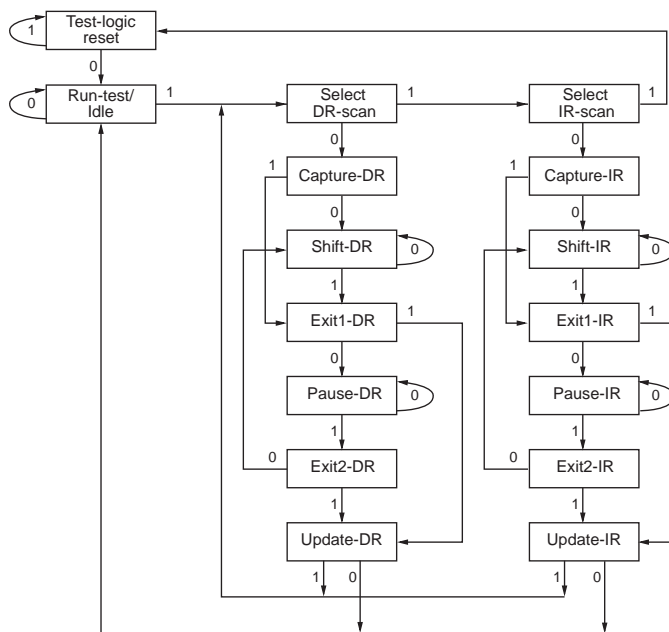 Test-logic
reset
1
0
Run-test/
Idle
0
1
Select
DR-scan
1
Select
IR-scan
1
0
0
1
Capture-DR
1
Capture-IR
0
0
Shift-DR
0
Shift-IR
0
1
1
Exit1-DR
1
Exit1-IR
1
0
0
Pause-DR
0
Pause-IR
0
1
1
0
Exit2-DR
0
Exit2-IR
1
1
Update-DR
Update-IR
1
0
1
0